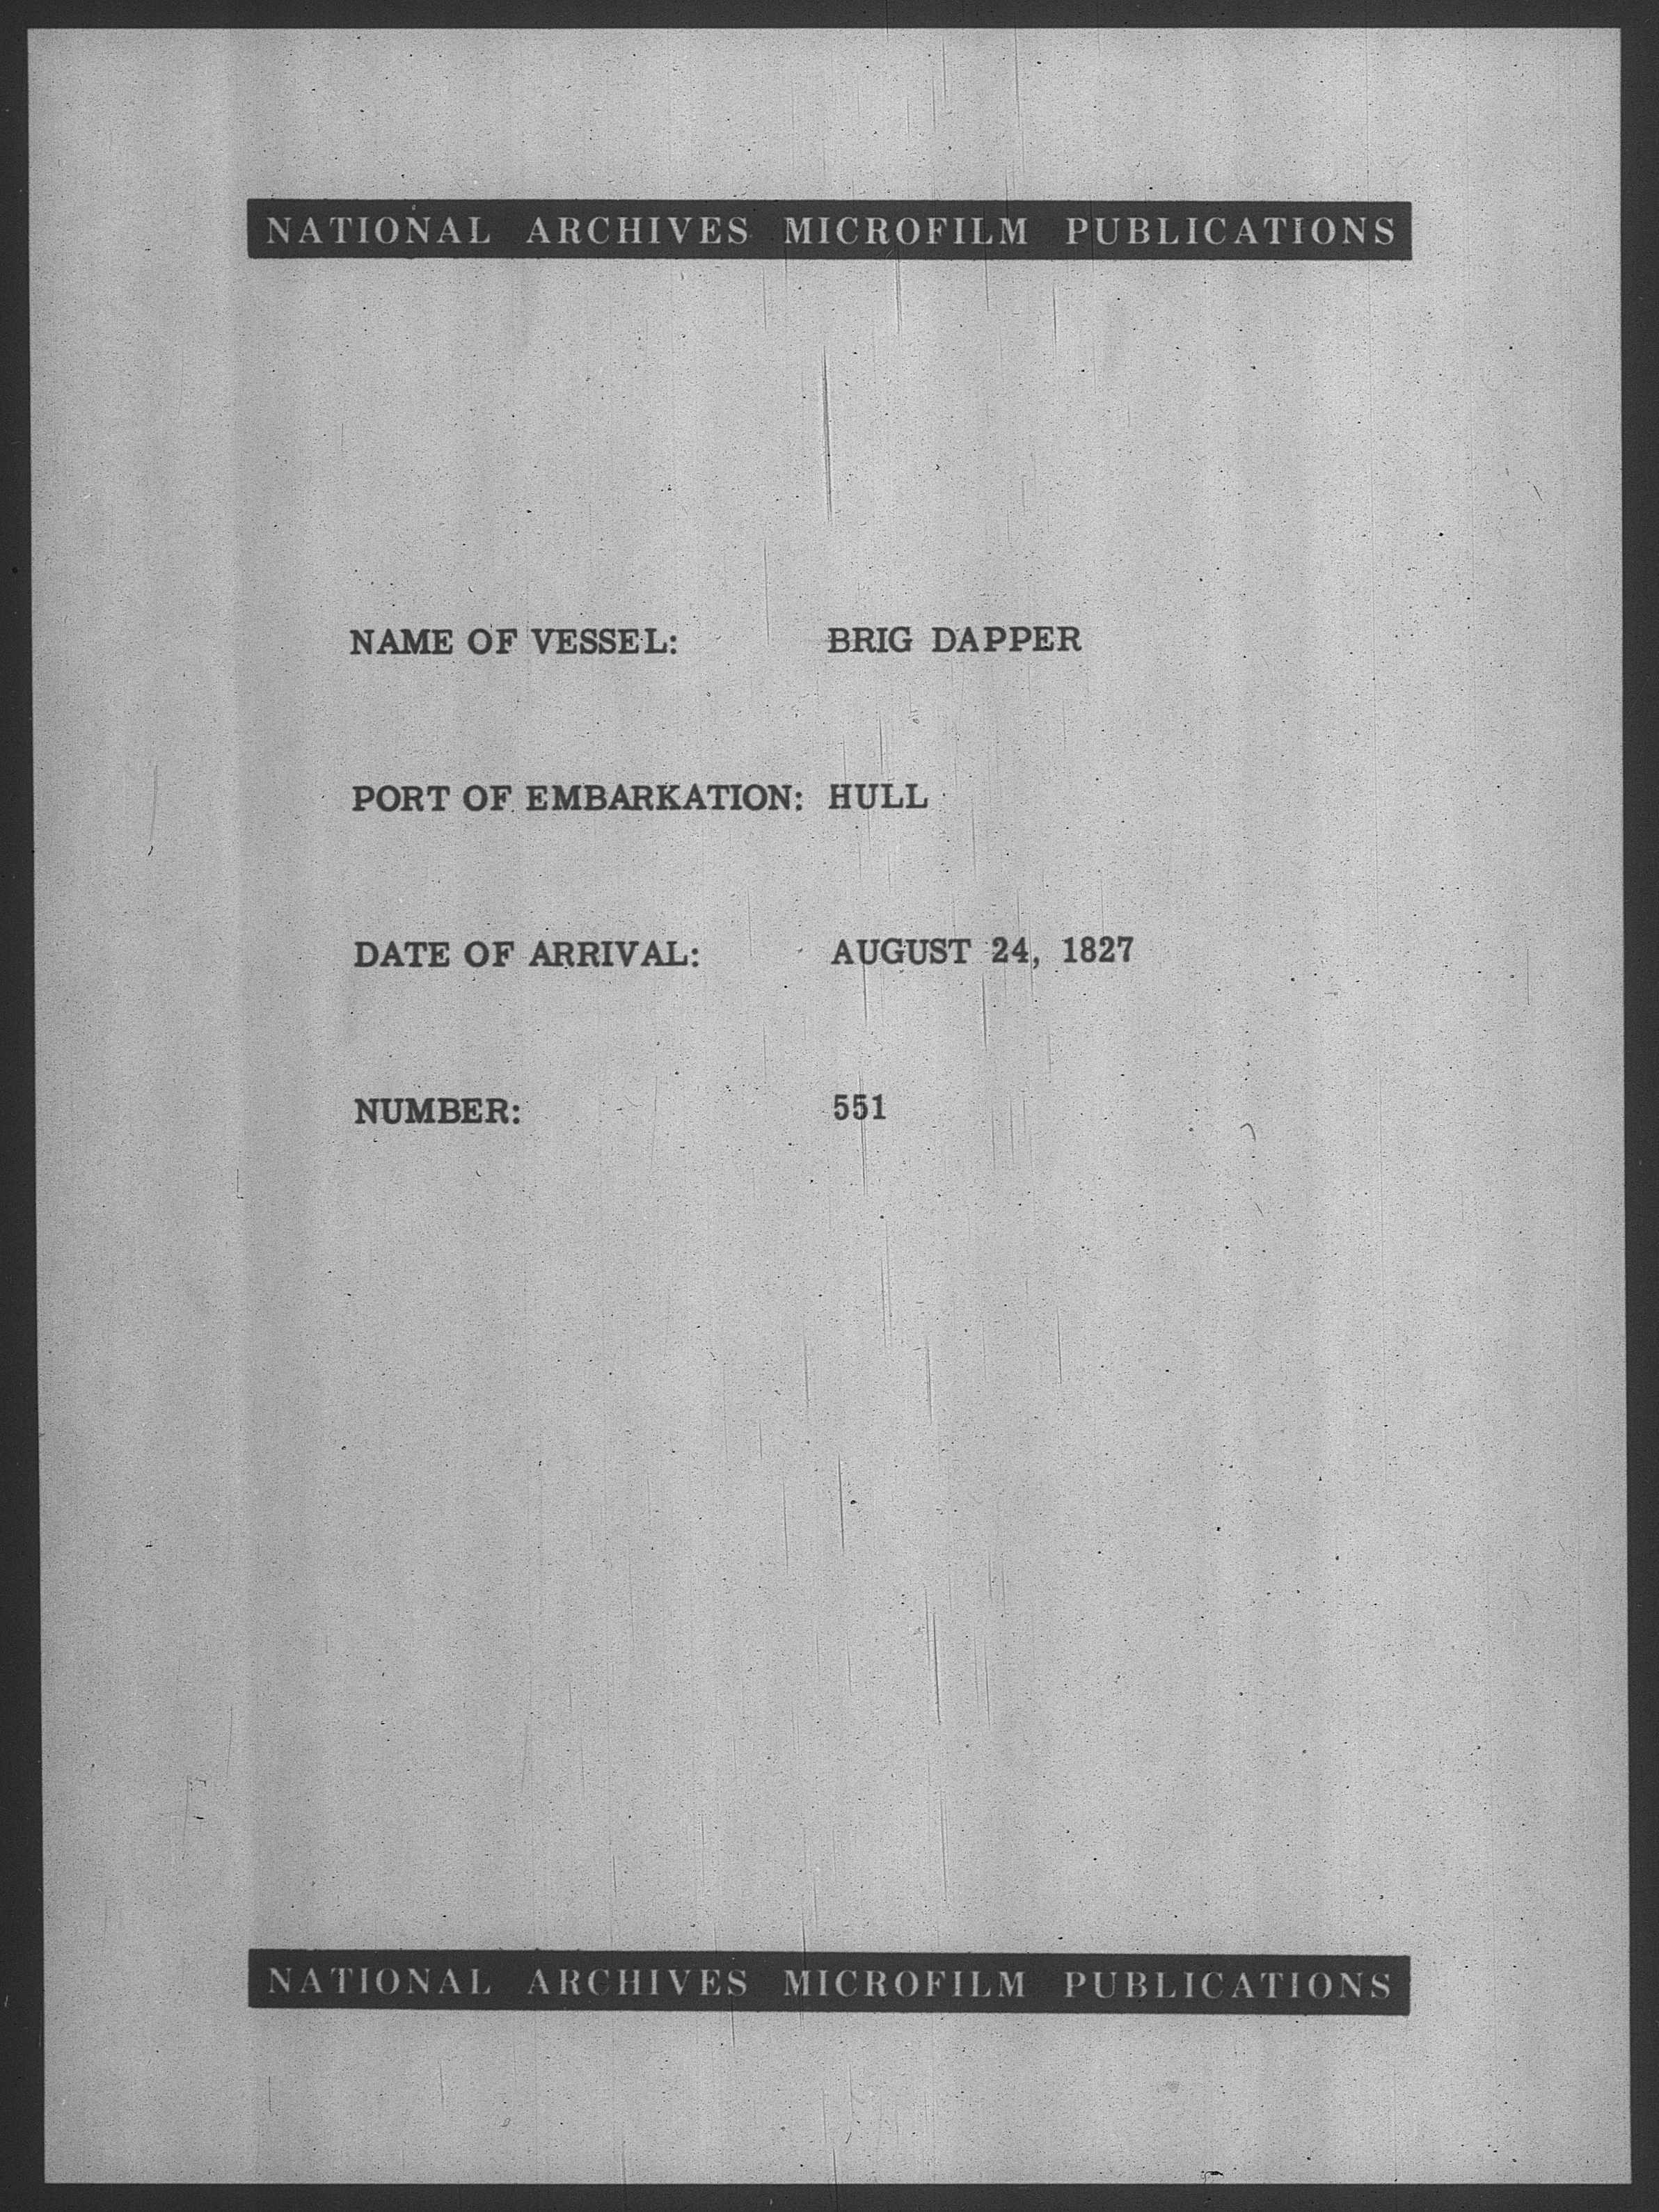 NATIONAL ARCHIVES MICROFILM PUBLICATIONS
NAME OF VESSEL: BRIG DAPPER
PORT OF EMBARKATION: HULL
DATE OF ARRIVAL: AUGUST 24, 1827
NUMBER: 551
NATIONAL ARCHIVES MICROFILM PUBLICATIONS